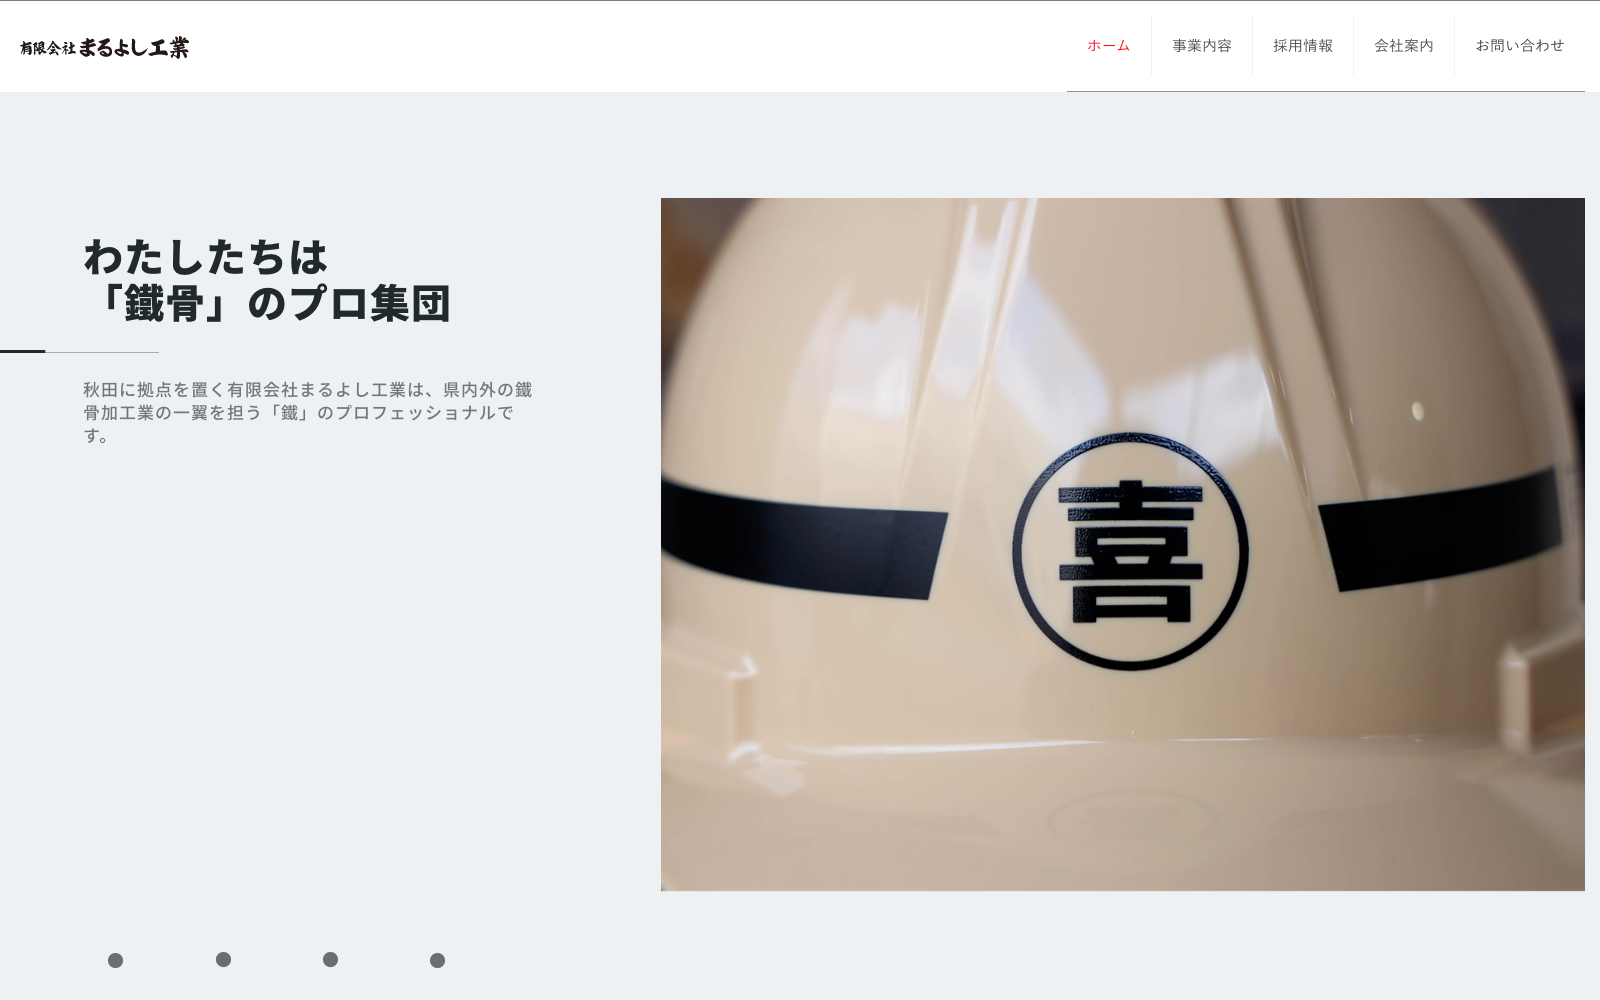 有限会社まるよし工業
ホーム
事業内容
採用情報
会社案内
お問い合わせ
わたしたちは
「鐵骨」のプロ集団
秋田に拠点を置く有限会社まるよし工業は、県内外の鐵
骨加工業の一翼を担う「鐵」のプロフェッショナルで
す。
喜